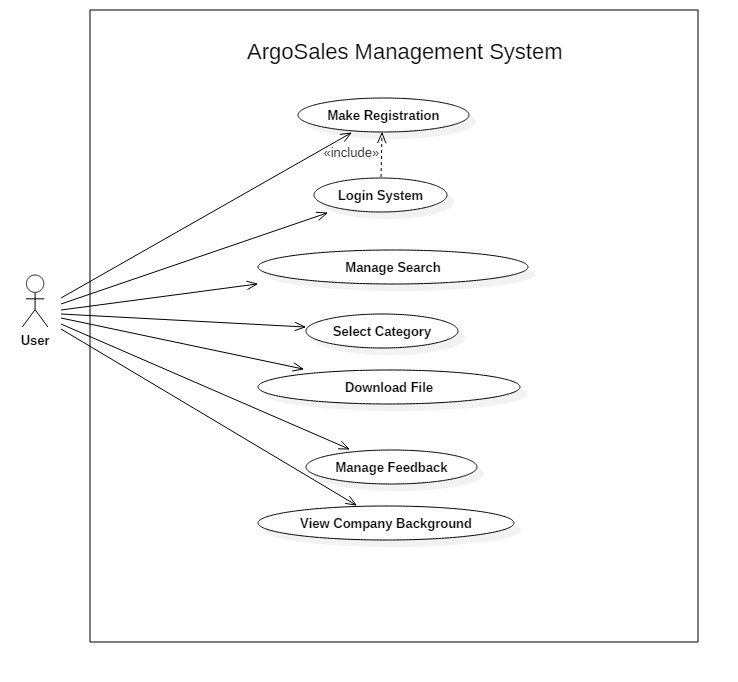 ArgoSales Management System
Make Registration
«include»
Login System
Manage Search
Select Category
User
Download File
Manage Feedback
View Company Background